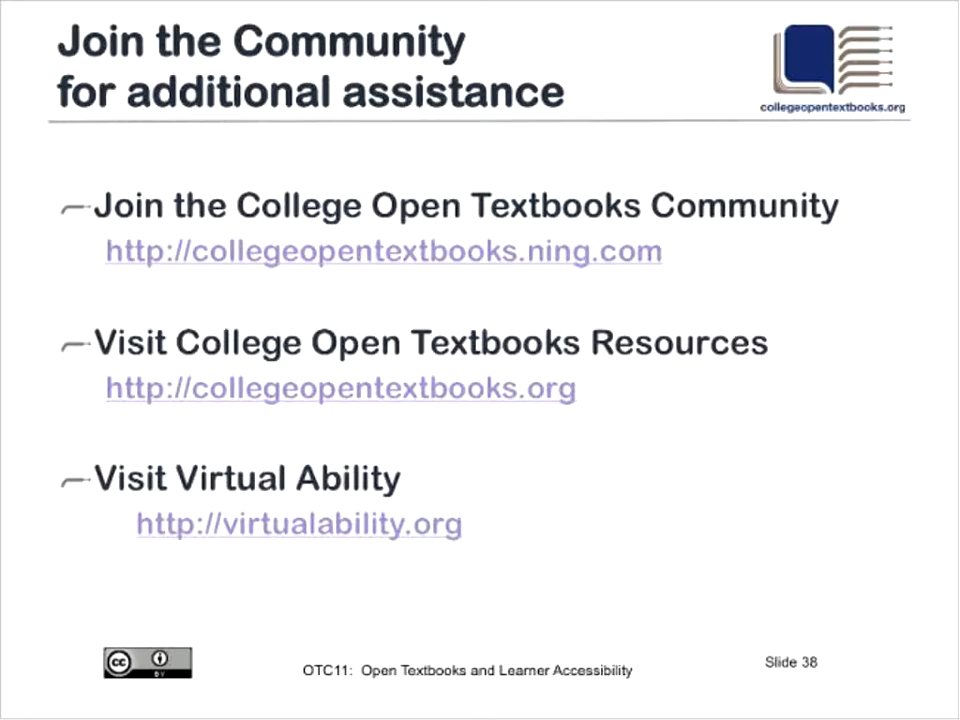 Join the Community
for additional assistance
collegeopentextbooks.org
Join the College Open Textbooks Community
http://collegeopentextbooks.ning.com
Visit College Open Textbooks Resources
http://collegeopentextbooks.org
Visit Virtual Ability
http://virtualability.org
cc BY
OTC11: Open Textbooks and Learner Accessibility
Slide 38